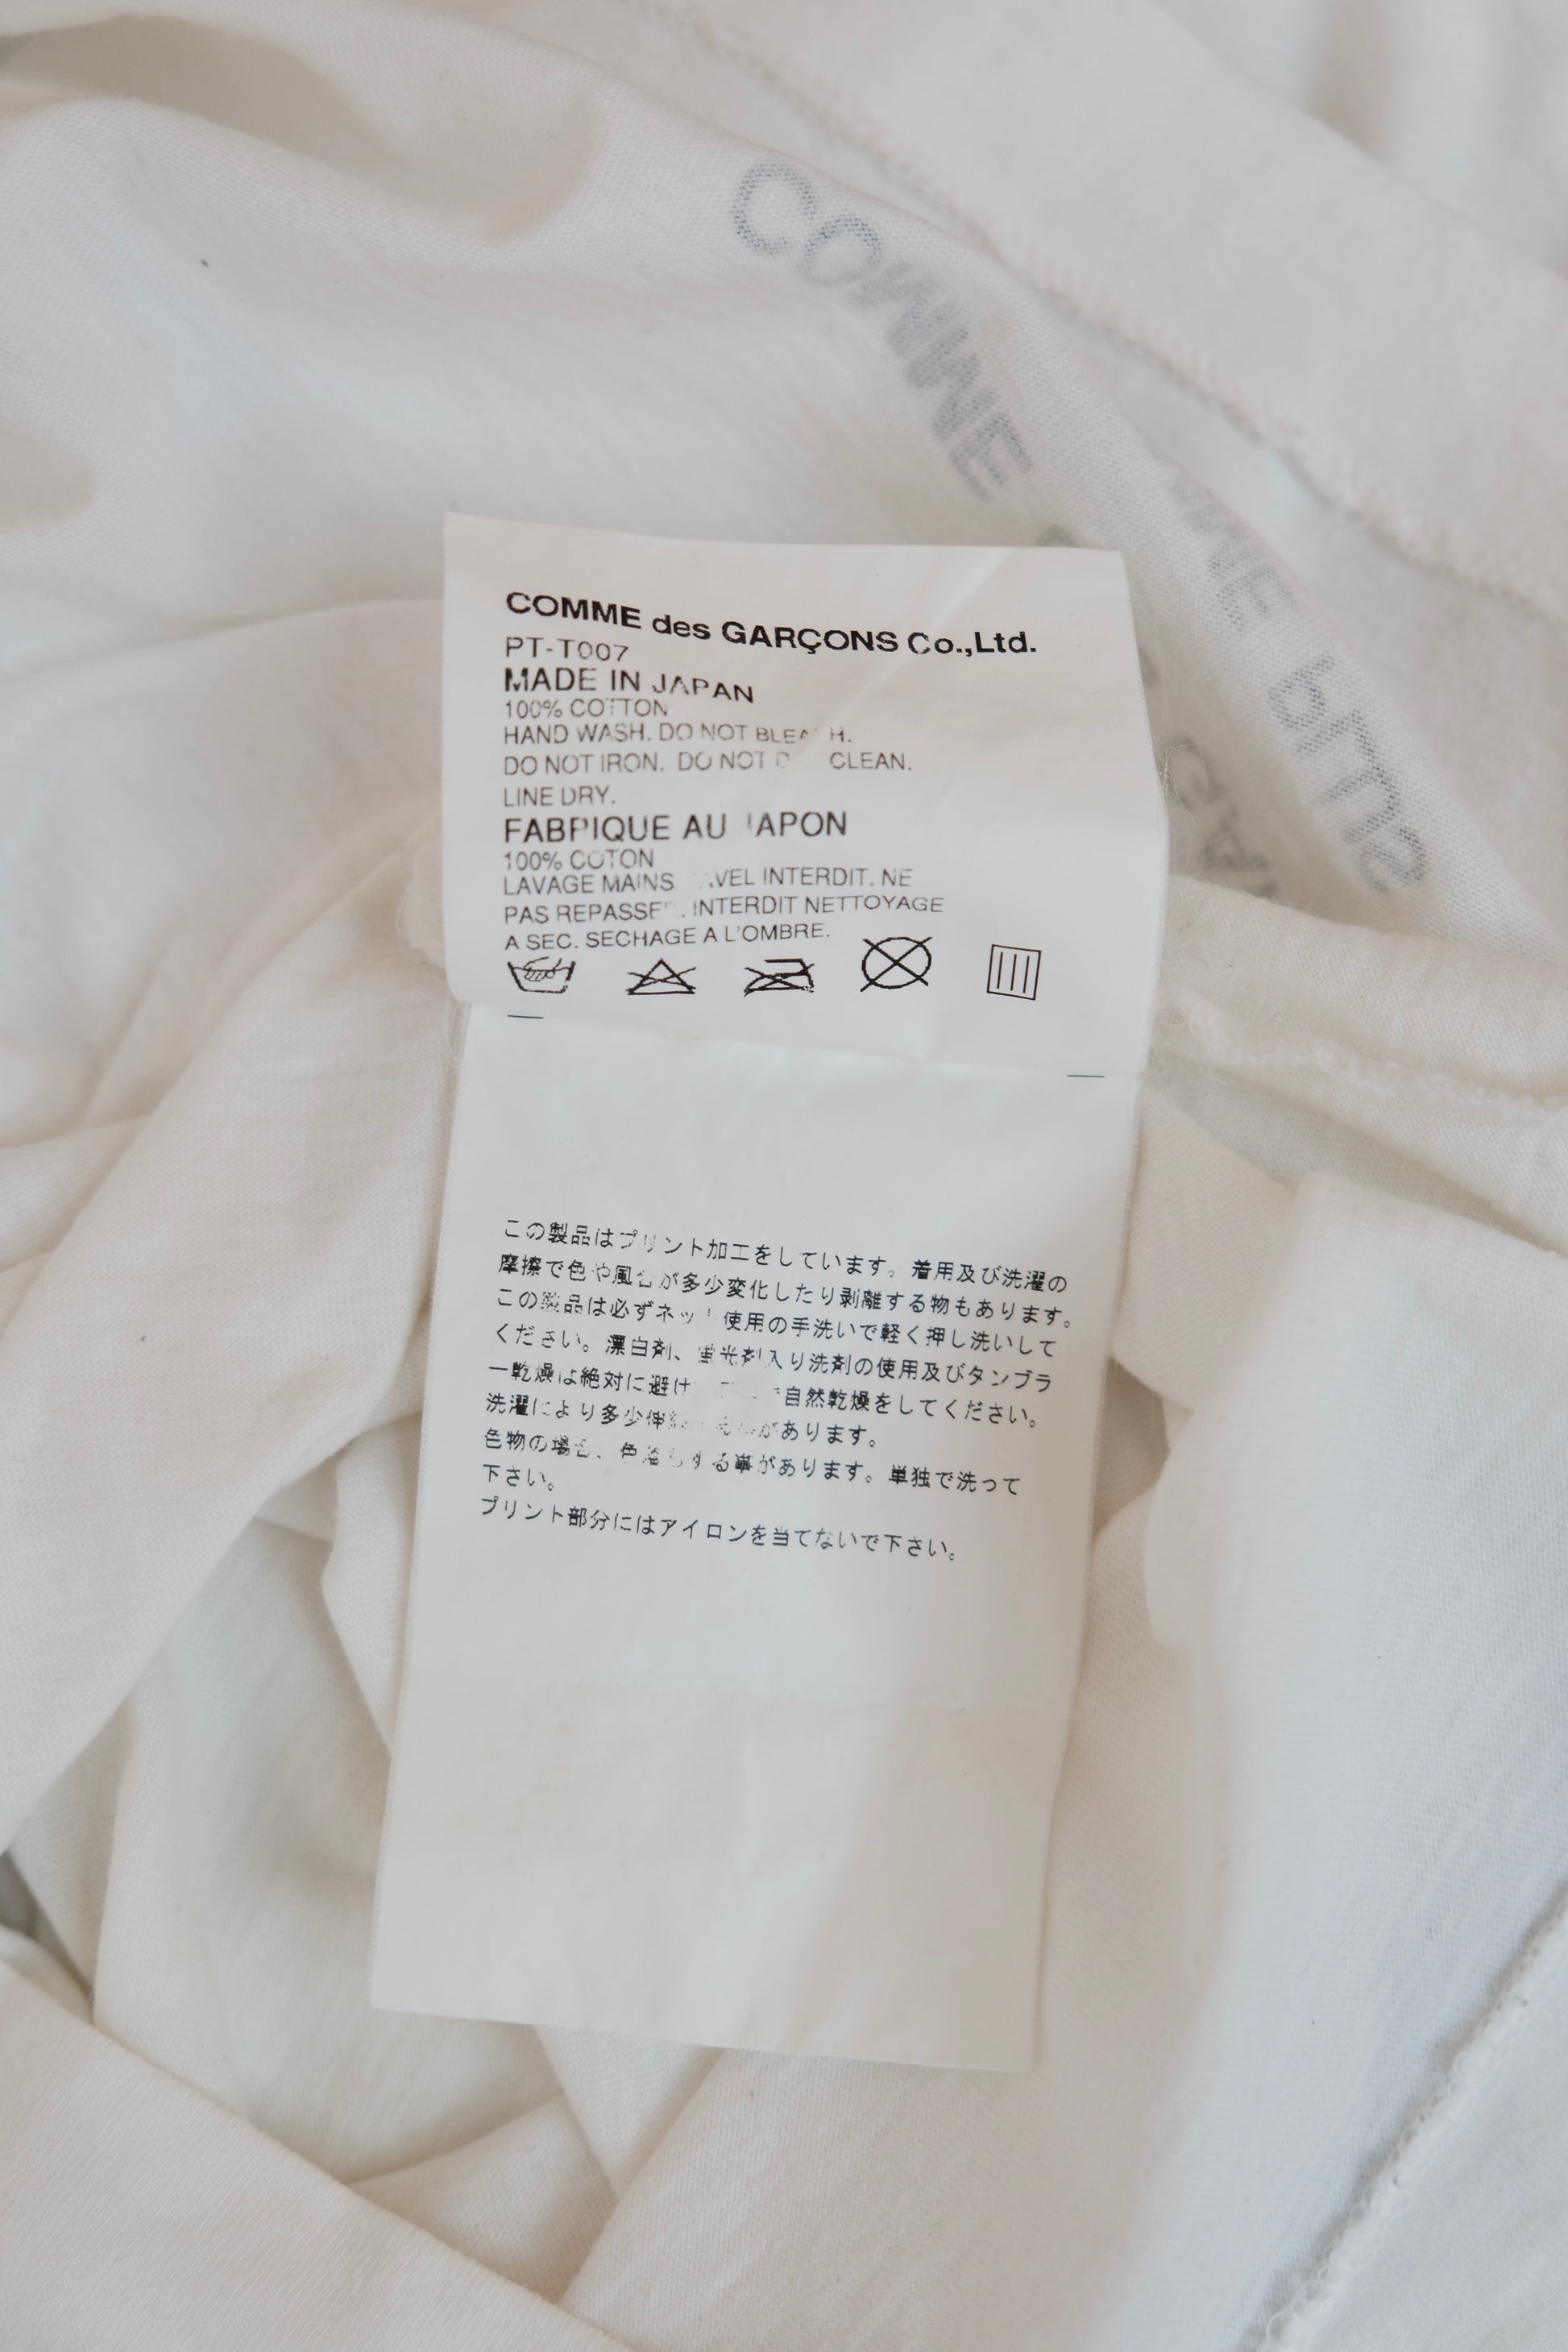 COMME
COMME des GARÇONS Co.,Ltd.
PT-T007
MADE IN JAPAN
100% COTTON
HAND WASH. DO NOT BLEA H.
DO NOT IRON. DO NOT D CLEAN.
LINE DRY.
FABRIQUE AU JAPON
100% COTON
LAVAGE MAINS. INTERDIT. NE
PAS REPASSER. INTERDIT NETTOYAGE
A SEC. SECHAGE A L'OMBRE.
この製品はプリント加工をしています。着用及び洗濯の
摩擦で色や風合が多少変化したり剥離する物もあります。
この製品は必ずネット使用の手洗いで軽く押し洗いして
ください。漂白剤、蛍光剤入り洗剤の使用及びタンブラ
ー乾燥は絶対に避け 自然乾燥をしてください。
洗濯により多少伸 があります。
色物の場合、色落ちする事があります。単独で洗って
下さい。
プリント部分にはアイロンを当てないで下さい。